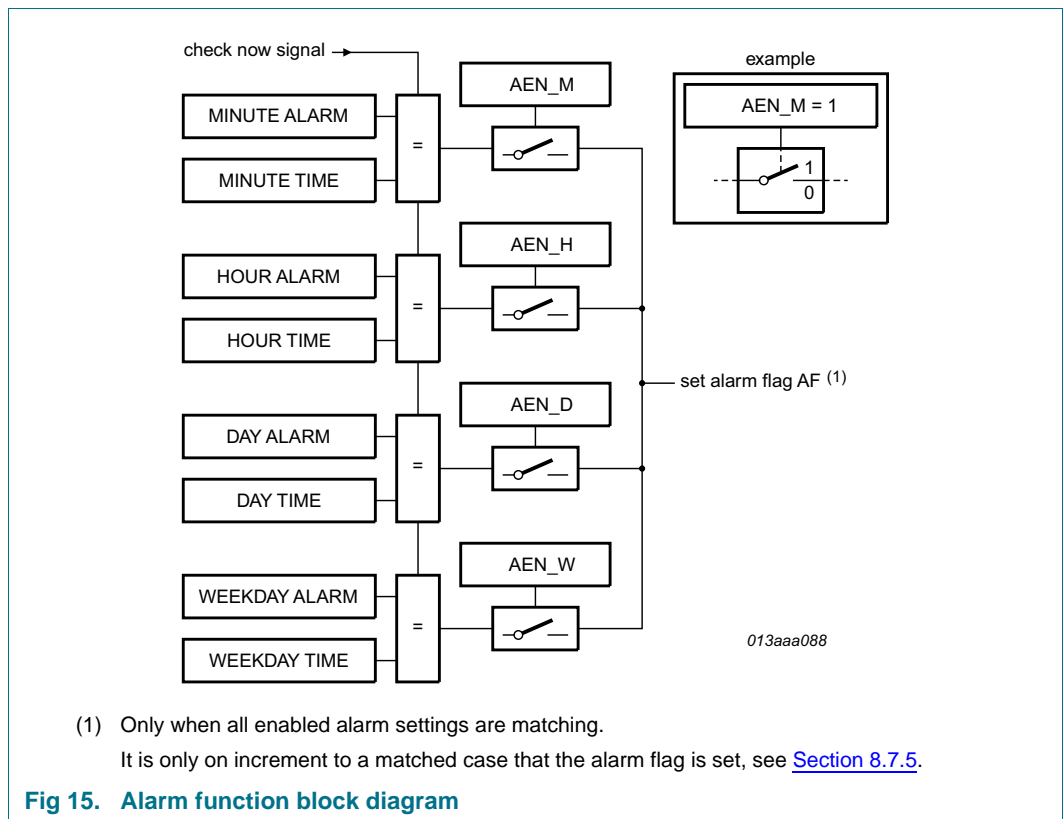 check now signal
example
AEN_M
AEN_M = 1
MINUTE ALARM
=
MINUTE TIME
1
0
AEN_H
HOUR ALARM
=
HOUR TIME
set alarm flag AF (1)
AEN_D
DAY ALARM
=
DAY TIME
AEN_W
WEEKDAY ALARM
=
WEEKDAY TIME
013aaa088
(1) Only when all enabled alarm settings are matching.
It is only on increment to a matched case that the alarm flag is set, see Section 8.7.5.
Fig 15. Alarm function block diagram